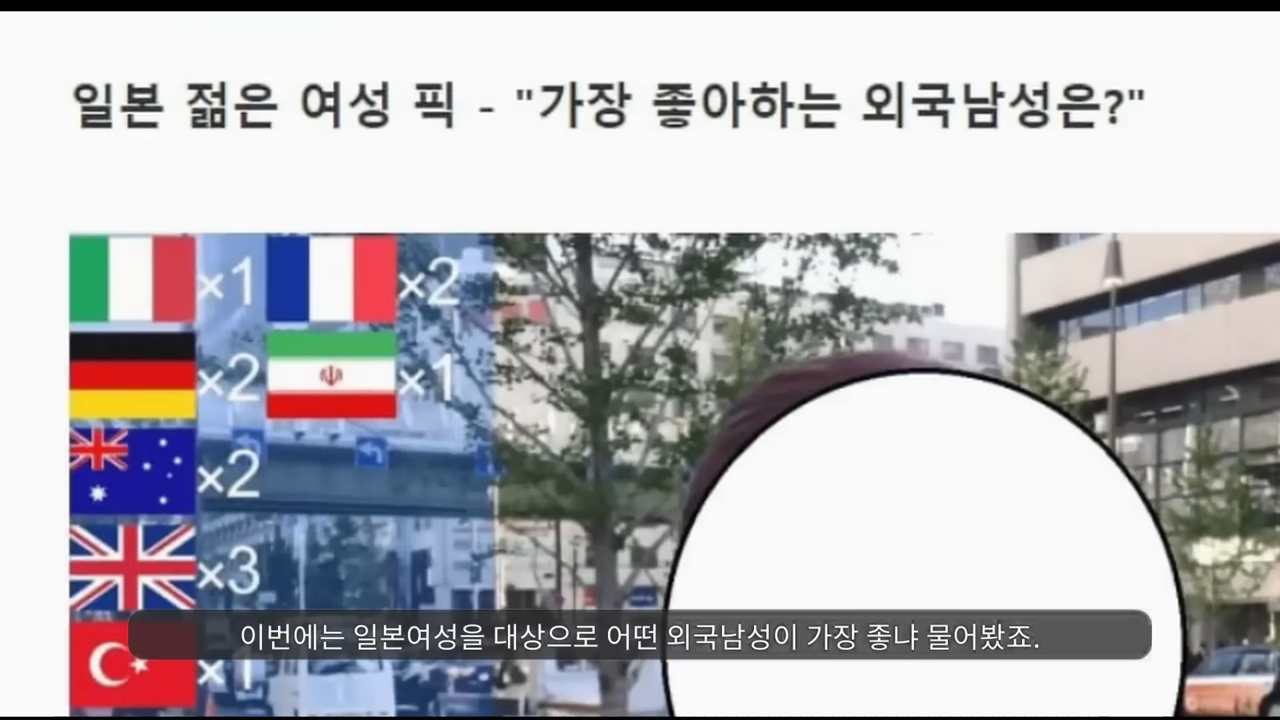 일본 젊은 여성 픽 - "가장 좋아하는 외국남성은?"
×1 ×2
×2 ×1
×2
×3
×1
이번에는 일본여성을 대상으로 어떤 외국남성이 가장 좋냐 물어봤죠.